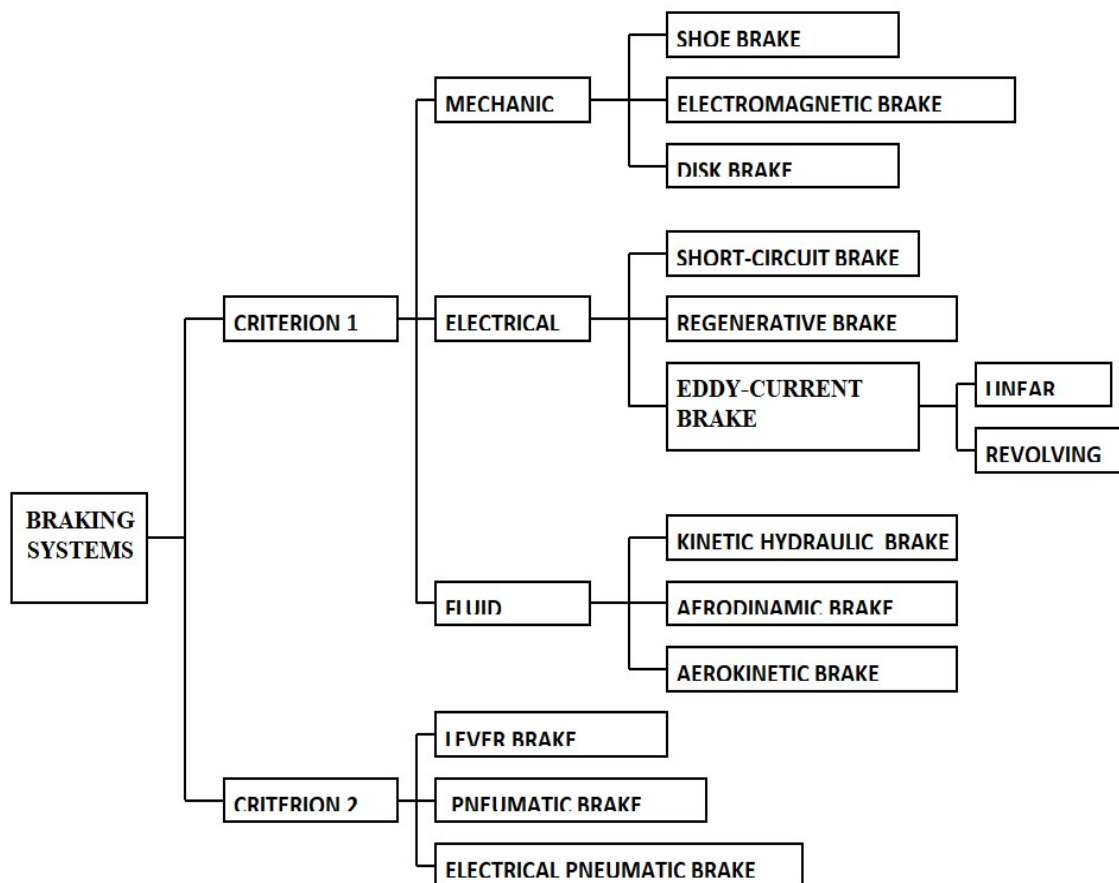 SHOE BRAKE
MECHANIC
ELECTROMAGNETIC BRAKE
DISK BRAKE
SHORT-CIRCUIT BRAKE
CRITERION 1
ELECTRICAL
REGENERATIVE BRAKE
EDDY-CURRENT
BRAKE
LINEAR
REVOLVING
BRAKING
SYSTEMS
KINETIC HYDRAULIC BRAKE
FLUID
AERODINAMIC BRAKE
AEROKINETIC BRAKE
LEVER BRAKE
CRITERION 2
PNEUMATIC BRAKE
ELECTRICAL PNEUMATIC BRAKE